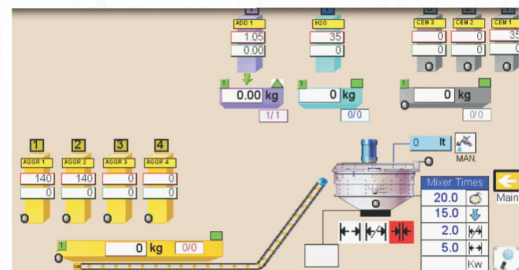 ADD 1
1.05
0.00
1
0.00 kg
1/1
H2O
35
0
1
0 kg
0/0
CEM 3
0
0
CEM 2
0
0
CEM 1
35
0
1
0 kg
0/0
0 lt
MAN.
1 2 3 4
AGGR 1 AGGR 2 AGGR 3 AGGR 4
140 140 0 0
0 0 0 0
1
0 kg 0/0
Mixer Times
20.0
15.0
2.0
5.0
Kw
Main